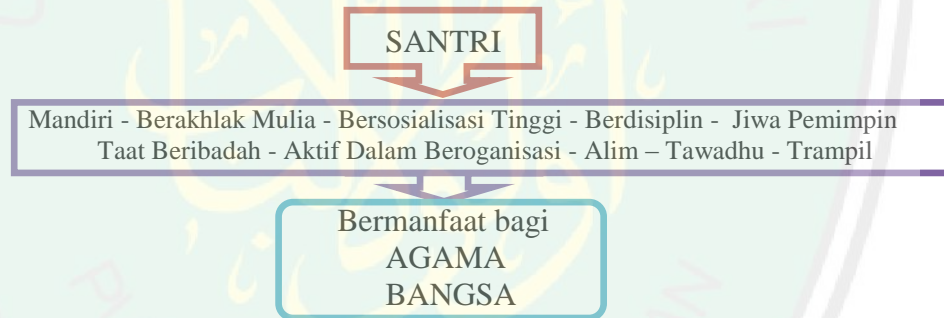 SANTRI
Mandiri - Berakhlak Mulia - Bersosialisasi Tinggi - Berdisiplin - Jiwa Pemimpin
Taat Beribadah - Aktif Dalam Beroganisasi - Alim – Tawadhu - Trampil
Bermanfaat bagi
AGAMA
BANGSA